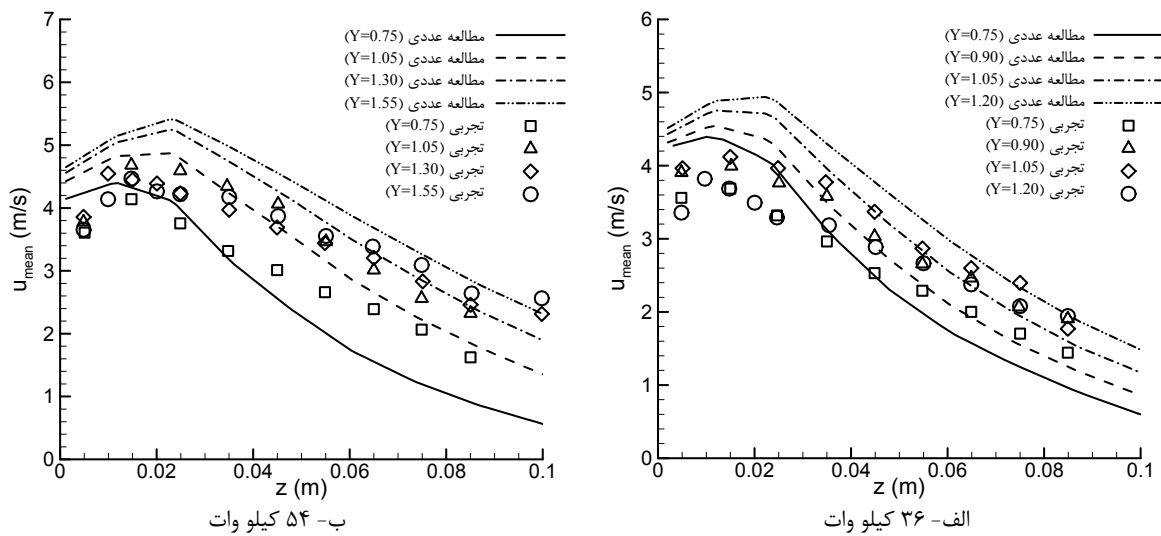 u_mean (m/s)
7
6
5
4
3
2
1
0
0
0.02
0.04
0.06
0.08
0.1
z (m)
مطالعه عددی (Y=0.75)
مطالعه عددی (Y=1.05)
مطالعه عددی (Y=1.30)
مطالعه عددی (Y=1.55)
تجربی (Y=0.75)
تجربی (Y=1.05)
تجربی (Y=1.30)
تجربی (Y=1.55)
ب- ۵۴ کیلو وات
u_mean (m/s)
6
5
4
3
2
1
0
0
0.02
0.04
0.06
0.08
0.1
z (m)
مطالعه عددی (Y=0.75)
مطالعه عددی (Y=0.90)
مطالعه عددی (Y=1.05)
مطالعه عددی (Y=1.20)
تجربی (Y=0.75)
تجربی (Y=0.90)
تجربی (Y=1.05)
تجربی (Y=1.20)
الف- ۳۶ کیلو وات